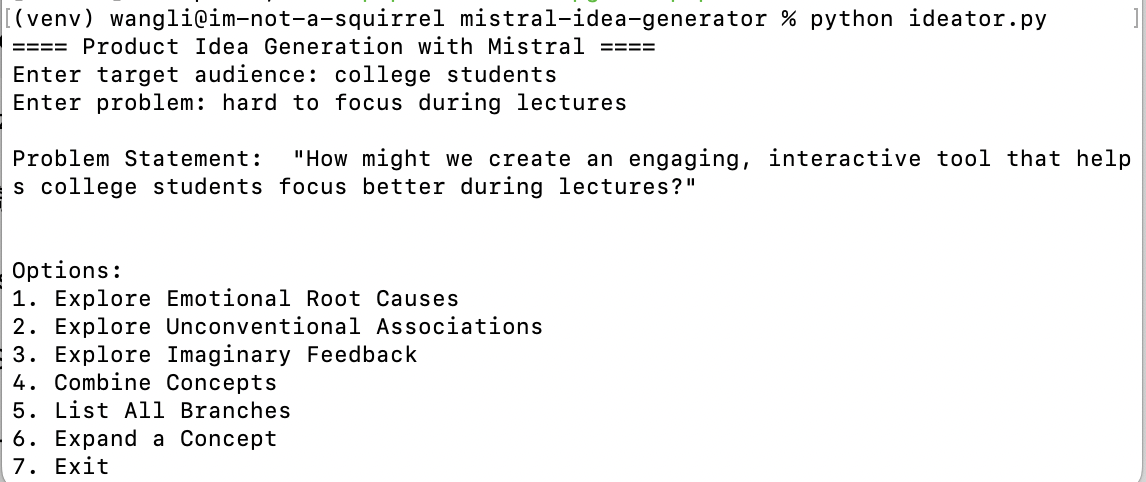 [(venv) wangli@im-not-a-squirrel mistral-idea-generator % python ideator.py ]
==== Product Idea Generation with Mistral ====
Enter target audience: college students
Enter problem: hard to focus during lectures
Problem Statement:  "How might we create an engaging, interactive tool that help
s college students focus better during lectures?"
Options:
1. Explore Emotional Root Causes
2. Explore Unconventional Associations
3. Explore Imaginary Feedback
4. Combine Concepts
5. List All Branches
6. Expand a Concept
7. Exit